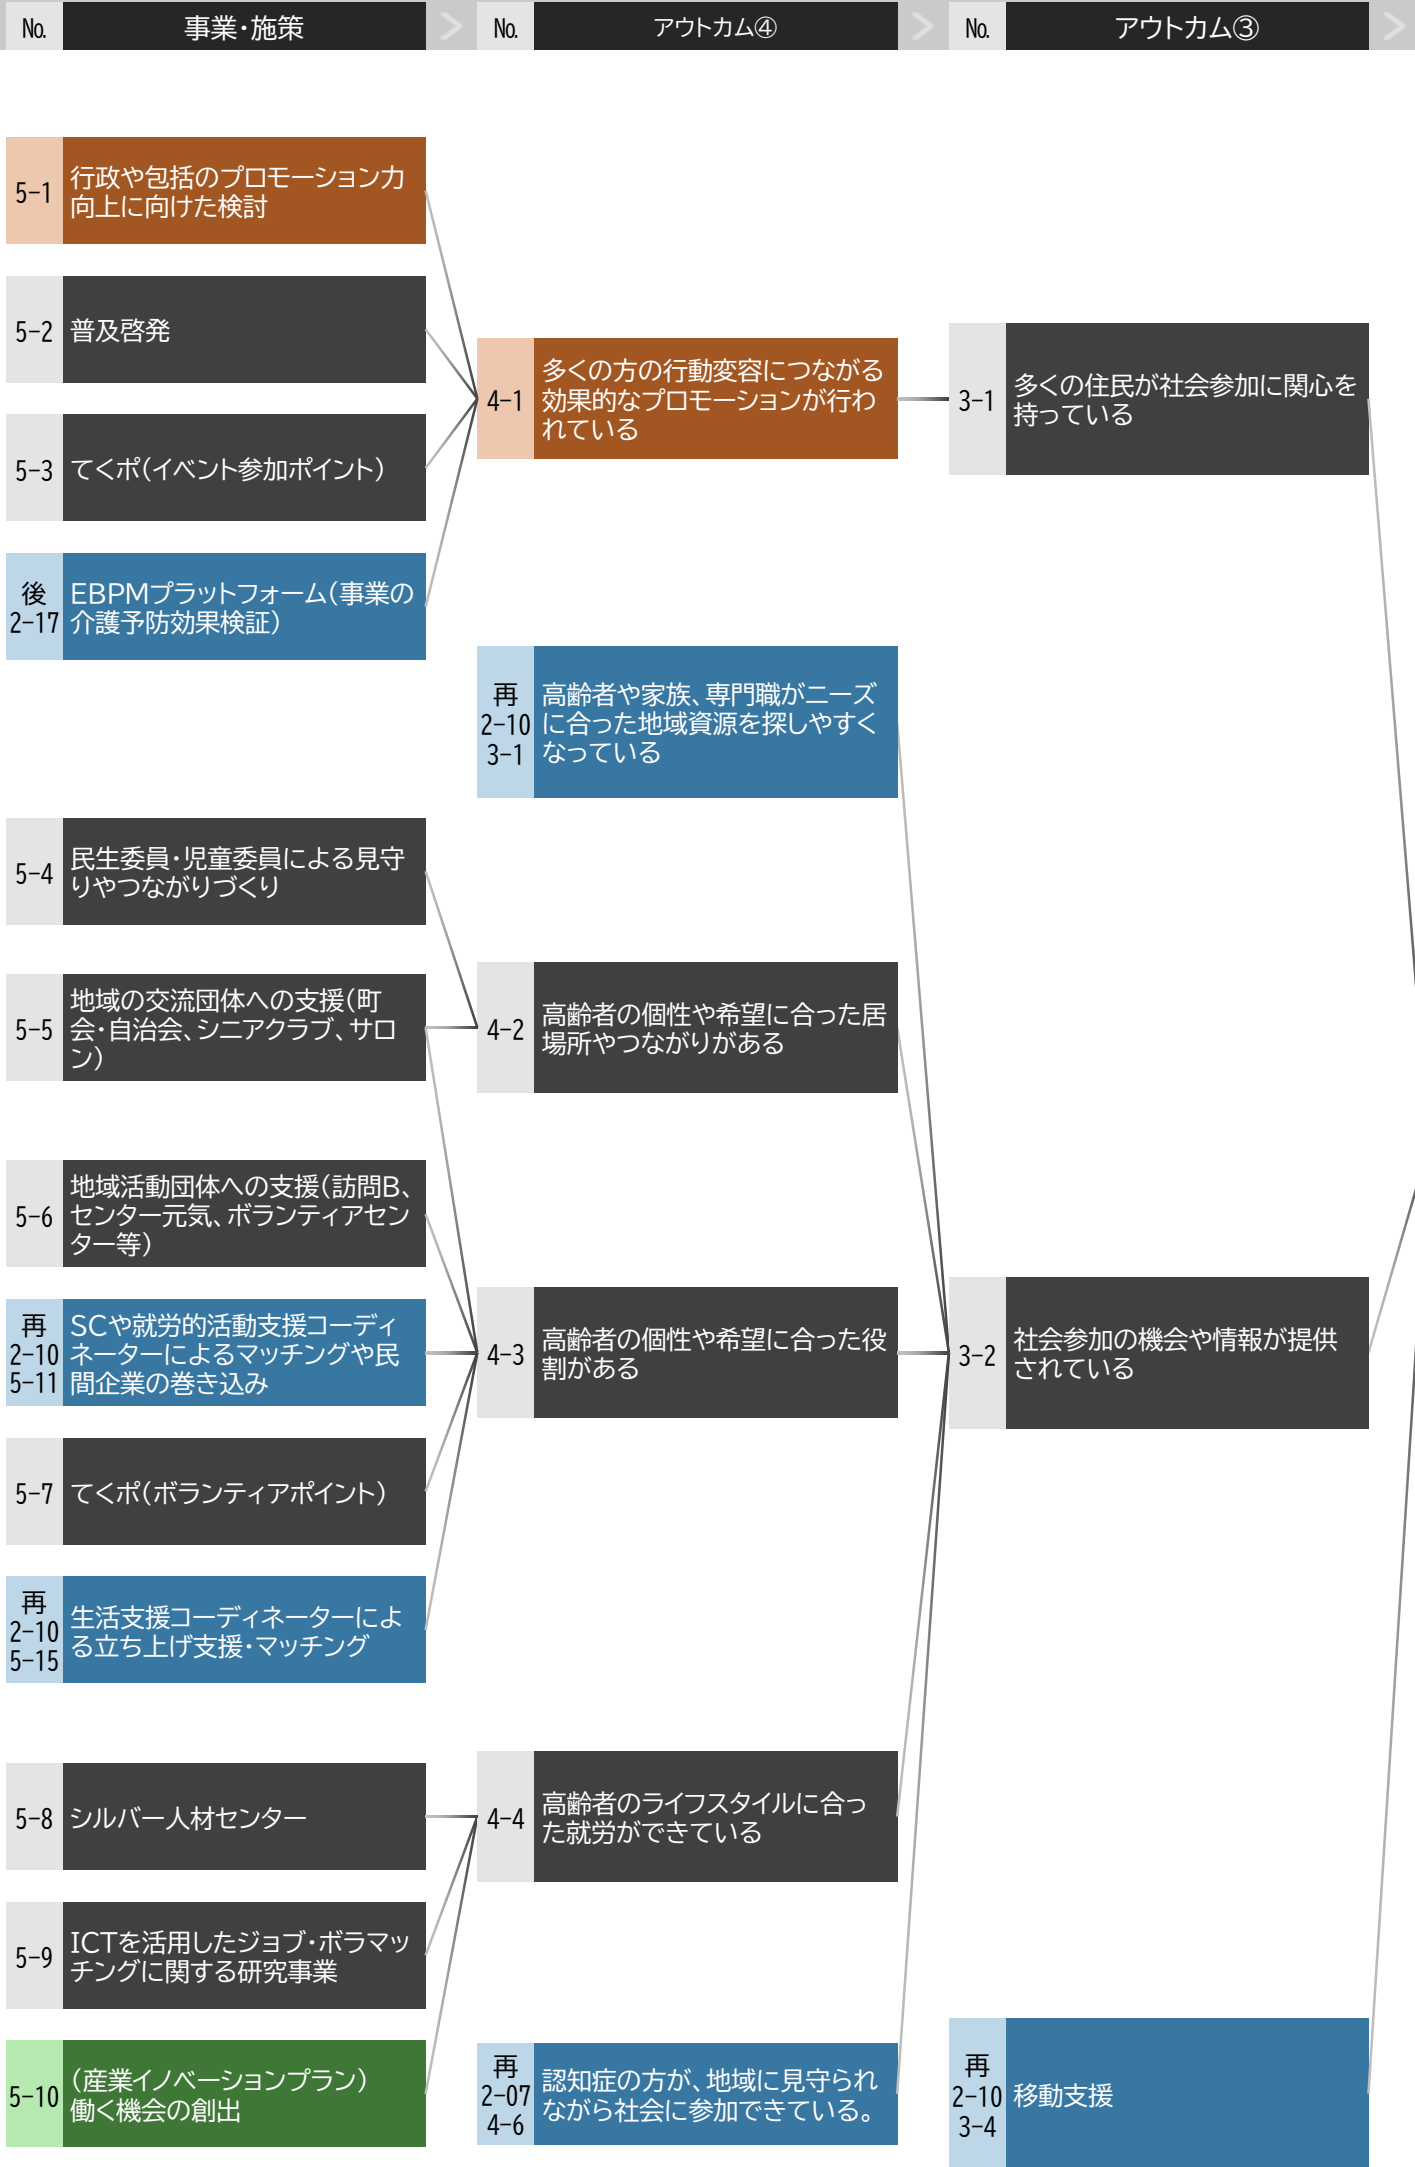 No. 事業・施策 No. アウトカム④ No. アウトカム③
5-1
行政や包括のプロモーション力
向上に向けた検討
5-2
普及啓発
5-3
てくポ（イベント参加ポイント）
後
2-17
EBPMプラットフォーム（事業の
介護予防効果検証）
5-4
民生委員・児童委員による見守
りやつながりづくり
5-5
地域の交流団体への支援（町
会・自治会、シニアクラブ、サロ
ン）
5-6
地域活動団体への支援（訪問B、
センター元気、ボランティアセン
ター等）
再
2-10
5-11
SCや就労的活動支援コーディ
ネーターによるマッチングや民
間企業の巻き込み
5-7
てくポ（ボランティアポイント）
再
2-10
5-15
生活支援コーディネーターによ
る立ち上げ支援・マッチング
5-8
シルバー人材センター
5-9
ICTを活用したジョブ・ボラマッ
チングに関する研究事業
5-10
（産業イノベーションプラン）
働く機会の創出
4-1
多くの方の行動変容につながる
効果的なプロモーションが行わ
れている
再
2-10
3-1
高齢者や家族、専門職がニーズ
に合った地域資源を探しやすく
なっている
4-2
高齢者の個性や希望に合った居
場所やつながりがある
4-3
高齢者の個性や希望に合った役
割がある
4-4
高齢者のライフスタイルに合っ
た就労ができている
再
2-07
4-6
認知症の方が、地域に見守られ
ながら社会に参加できている。
3-1
多くの住民が社会参加に関心を
持っている
3-2
社会参加の機会や情報が提供
されている
再
2-10
3-4
移動支援